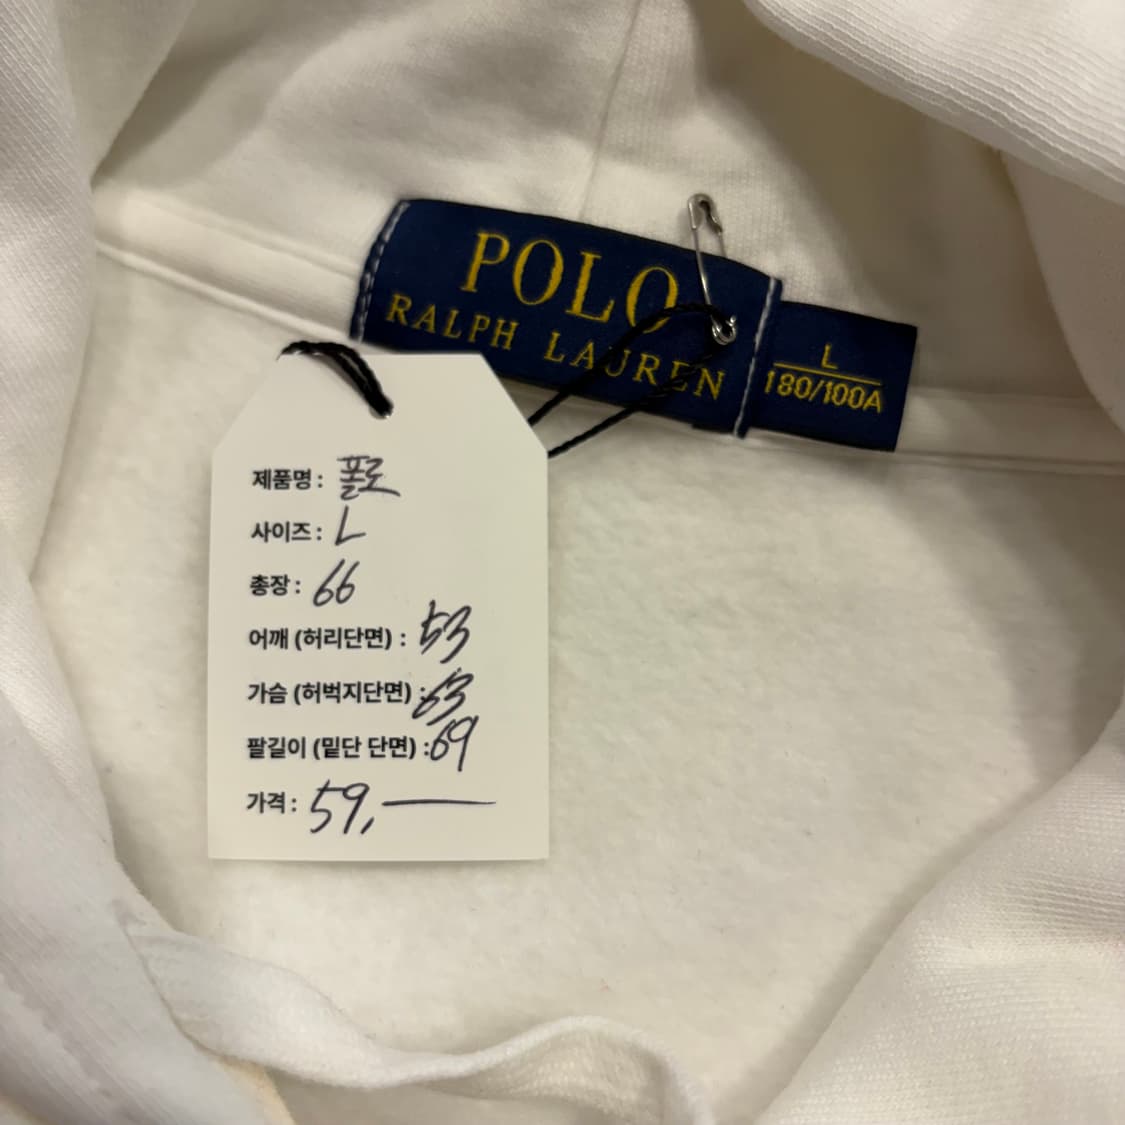 POLO
RALPH LAUREN
L
180/100A
제품명 : 폴로
사이즈 : L
총장 : 66
어깨 (허리단면) : 53
가슴 (허벅지단면) : 63
팔길이 (밑단 단면) : 69
가격 : 59,—